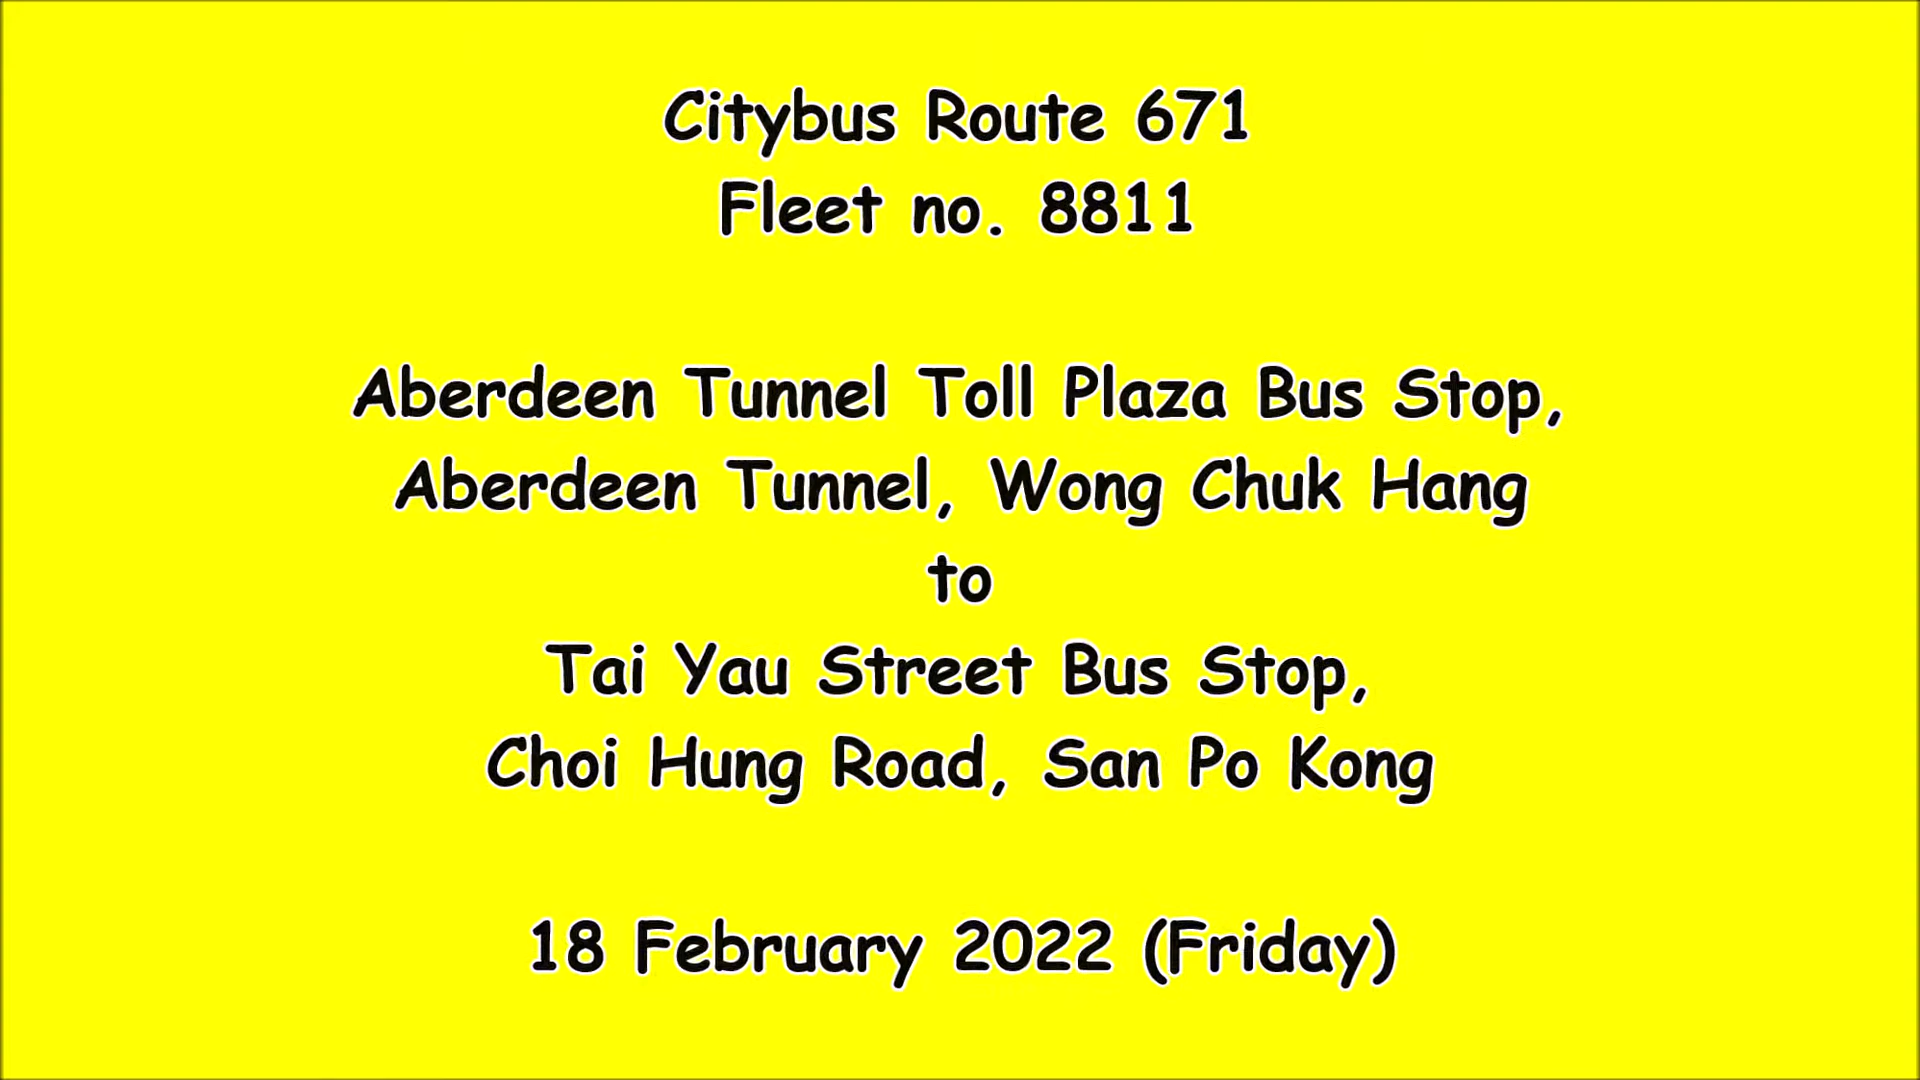 Citybus Route 671
Fleet no. 8811
Aberdeen Tunnel Toll Plaza Bus Stop,
Aberdeen Tunnel, Wong Chuk Hang
to
Tai Yau Street Bus Stop,
Choi Hung Road, San Po Kong
18 February 2022 (Friday)